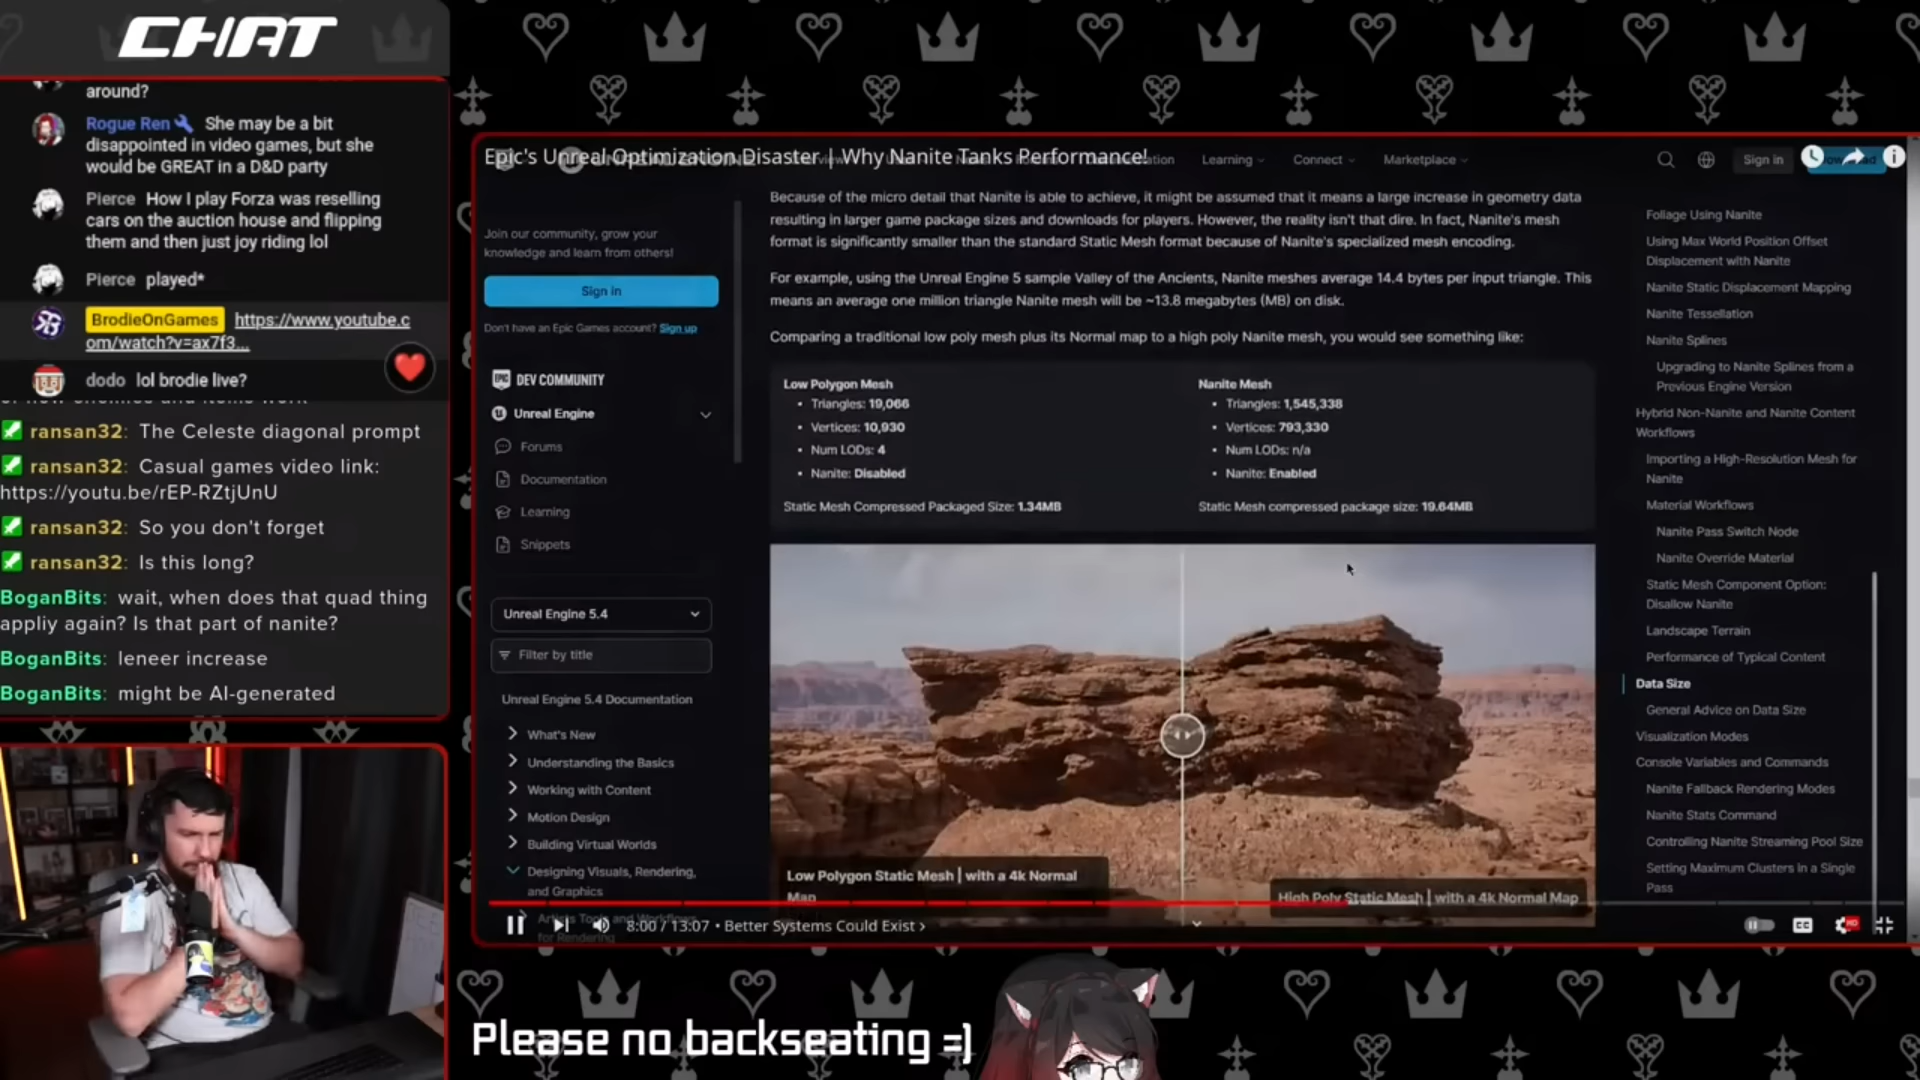 CHAT
around?
Rogue Ren She may be a bit
disappointed in video games, but she
would be GREAT in a D&D party
Pierce How I play Forza was reselling
cars on the auction house and flipping
them and then just joy riding lol
Pierce played*
BrodieOnGames https://www.youtube.c
om/watch?v=ax7f3...
dodo lol brodie live?
ransan32: The Celeste diagonal prompt
ransan32: Casual games video link:
https://youtu.be/rEP-RZtjUnU
ransan32: So you don't forget
ransan32: Is this long?
BoganBits: wait, when does that quad thing
appliy again? Is that part of nanite?
BoganBits: leneer increase
BoganBits: might be AI-generated
Epic's Unreal Optimization Disaster | Why Nanite Tanks Performance!
Learning
Connect
Marketplace
Sign in
Join our community, grow your
knowledge and learn from others!
Sign in
Don't have an Epic Games account? Sign up
DEV COMMUNITY
Unreal Engine
Forums
Documentation
Learning
Snippets
Unreal Engine 5.4
Filter by title
Unreal Engine 5.4 Documentation
What's New
Understanding the Basics
Working with Content
Motion Design
Building Virtual Worlds
Designing Visuals, Rendering,
and Graphics
Because of the micro detail that Nanite is able to achieve, it might be assumed that it means a large increase in geometry data
resulting in larger game package sizes and downloads for players. However, the reality isn't that dire. In fact, Nanite's mesh
format is significantly smaller than the standard Static Mesh format because of Nanite's specialized mesh encoding.
For example, using the Unreal Engine 5 sample Valley of the Ancients, Nanite meshes average 14.4 bytes per input triangle. This
means an average one million triangle Nanite mesh will be ~13.8 megabytes (MB) on disk.
Comparing a traditional low poly mesh plus its Normal map to a high poly Nanite mesh, you would see something like:
Low Polygon Mesh
• Triangles: 19,066
• Vertices: 10,930
• Num LODs: 4
• Nanite: Disabled
Static Mesh Compressed Packaged Size: 1.34MB
Nanite Mesh
• Triangles: 1,545,338
• Vertices: 793,330
• Num LODs: n/a
• Nanite: Enabled
Static Mesh compressed package size: 19.64MB
Low Polygon Static Mesh | with a 4k Normal
Map
High Poly Static Mesh | with a 4k Normal Map
Foliage Using Nanite
Using Max World Position Offset
Displacement with Nanite
Nanite Static Displacement Mapping
Nanite Tessellation
Nanite Splines
Upgrading to Nanite Splines from a
Previous Engine Version
Hybrid Non-Nanite and Nanite Content
Workflows
Importing a High-Resolution Mesh for
Nanite
Material Workflows
Nanite Pass Switch Node
Nanite Override Material
Static Mesh Component Option:
Disallow Nanite
Landscape Terrain
Performance of Typical Content
Data Size
General Advice on Data Size
Visualization Modes
Console Variables and Commands
Nanite Fallback Rendering Modes
Nanite Stats Command
Controlling Nanite Streaming Pool Size
Setting Maximum Clusters in a Single
Pass
8:00 / 13:07 • Better Systems Could Exist >
CC
HD
Please no backseating =)